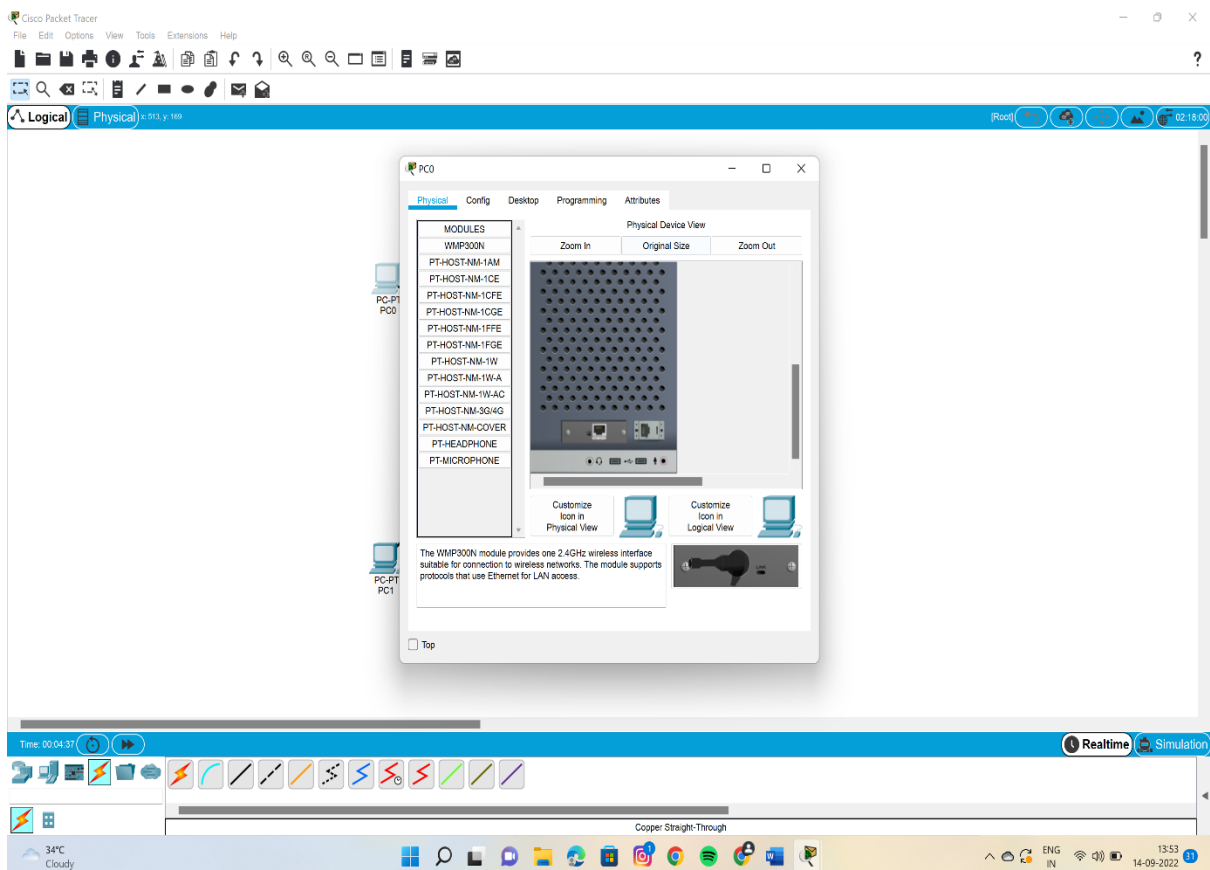 Cisco Packet Tracer
File Edit Options View Tools Extensions Help
?
Logical Physical x: 513, y: 169 [Root] 02:18:00
PC0
Physical Config Desktop Programming Attributes
MODULES
WMP300N
PT-HOST-NM-1AM
PT-HOST-NM-1CE
PT-HOST-NM-1CFE
PT-HOST-NM-1CGE
PT-HOST-NM-1FFE
PT-HOST-NM-1FGE
PT-HOST-NM-1W
PT-HOST-NM-1W-A
PT-HOST-NM-1W-AC
PT-HOST-NM-3G/4G
PT-HOST-NM-COVER
PT-HEADPHONE
PT-MICROPHONE
Physical Device View
Zoom In Original Size Zoom Out
Customize
Icon in
Physical View
Customize
Icon in
Logical View
The WMP300N module provides one 2.4GHz wireless interface
suitable for connection to wireless networks. The module supports
protocols that use Ethernet for LAN access.
Top
PC-PT
PC0
PC-PT
PC1
Time: 00:04:37
Realtime Simulation
Copper Straight-Through
34°C
Cloudy
ENG
IN
13:53
14-09-2022
31